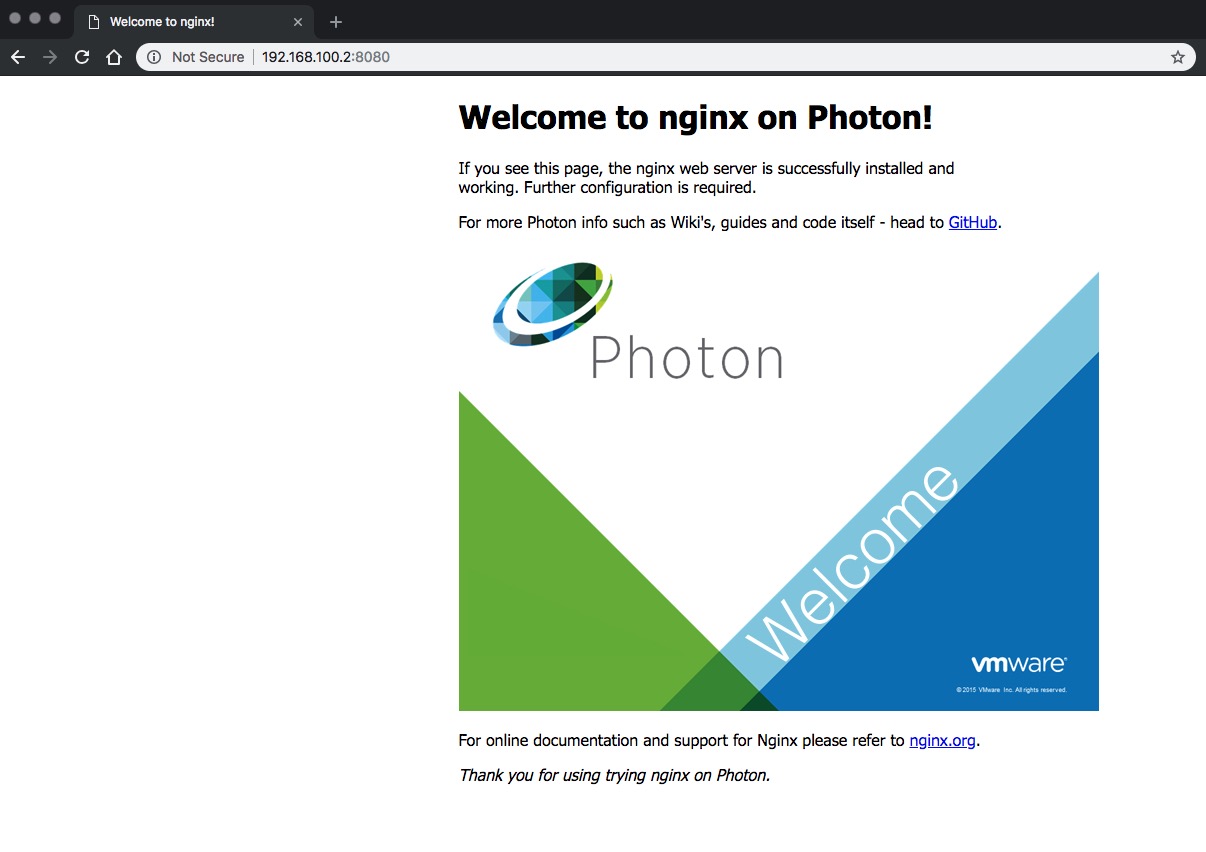 Welcome to nginx!
Not Secure
192.168.100.2:8080
Welcome to nginx on Photon!
If you see this page, the nginx web server is successfully installed and
working. Further configuration is required.
For more Photon info such as Wiki's, guides and code itself - head to GitHub.
Photon
Welcome
vmware®
© 2015 VMware Inc. All rights reserved.
For online documentation and support for Nginx please refer to nginx.org.
Thank you for using trying nginx on Photon.